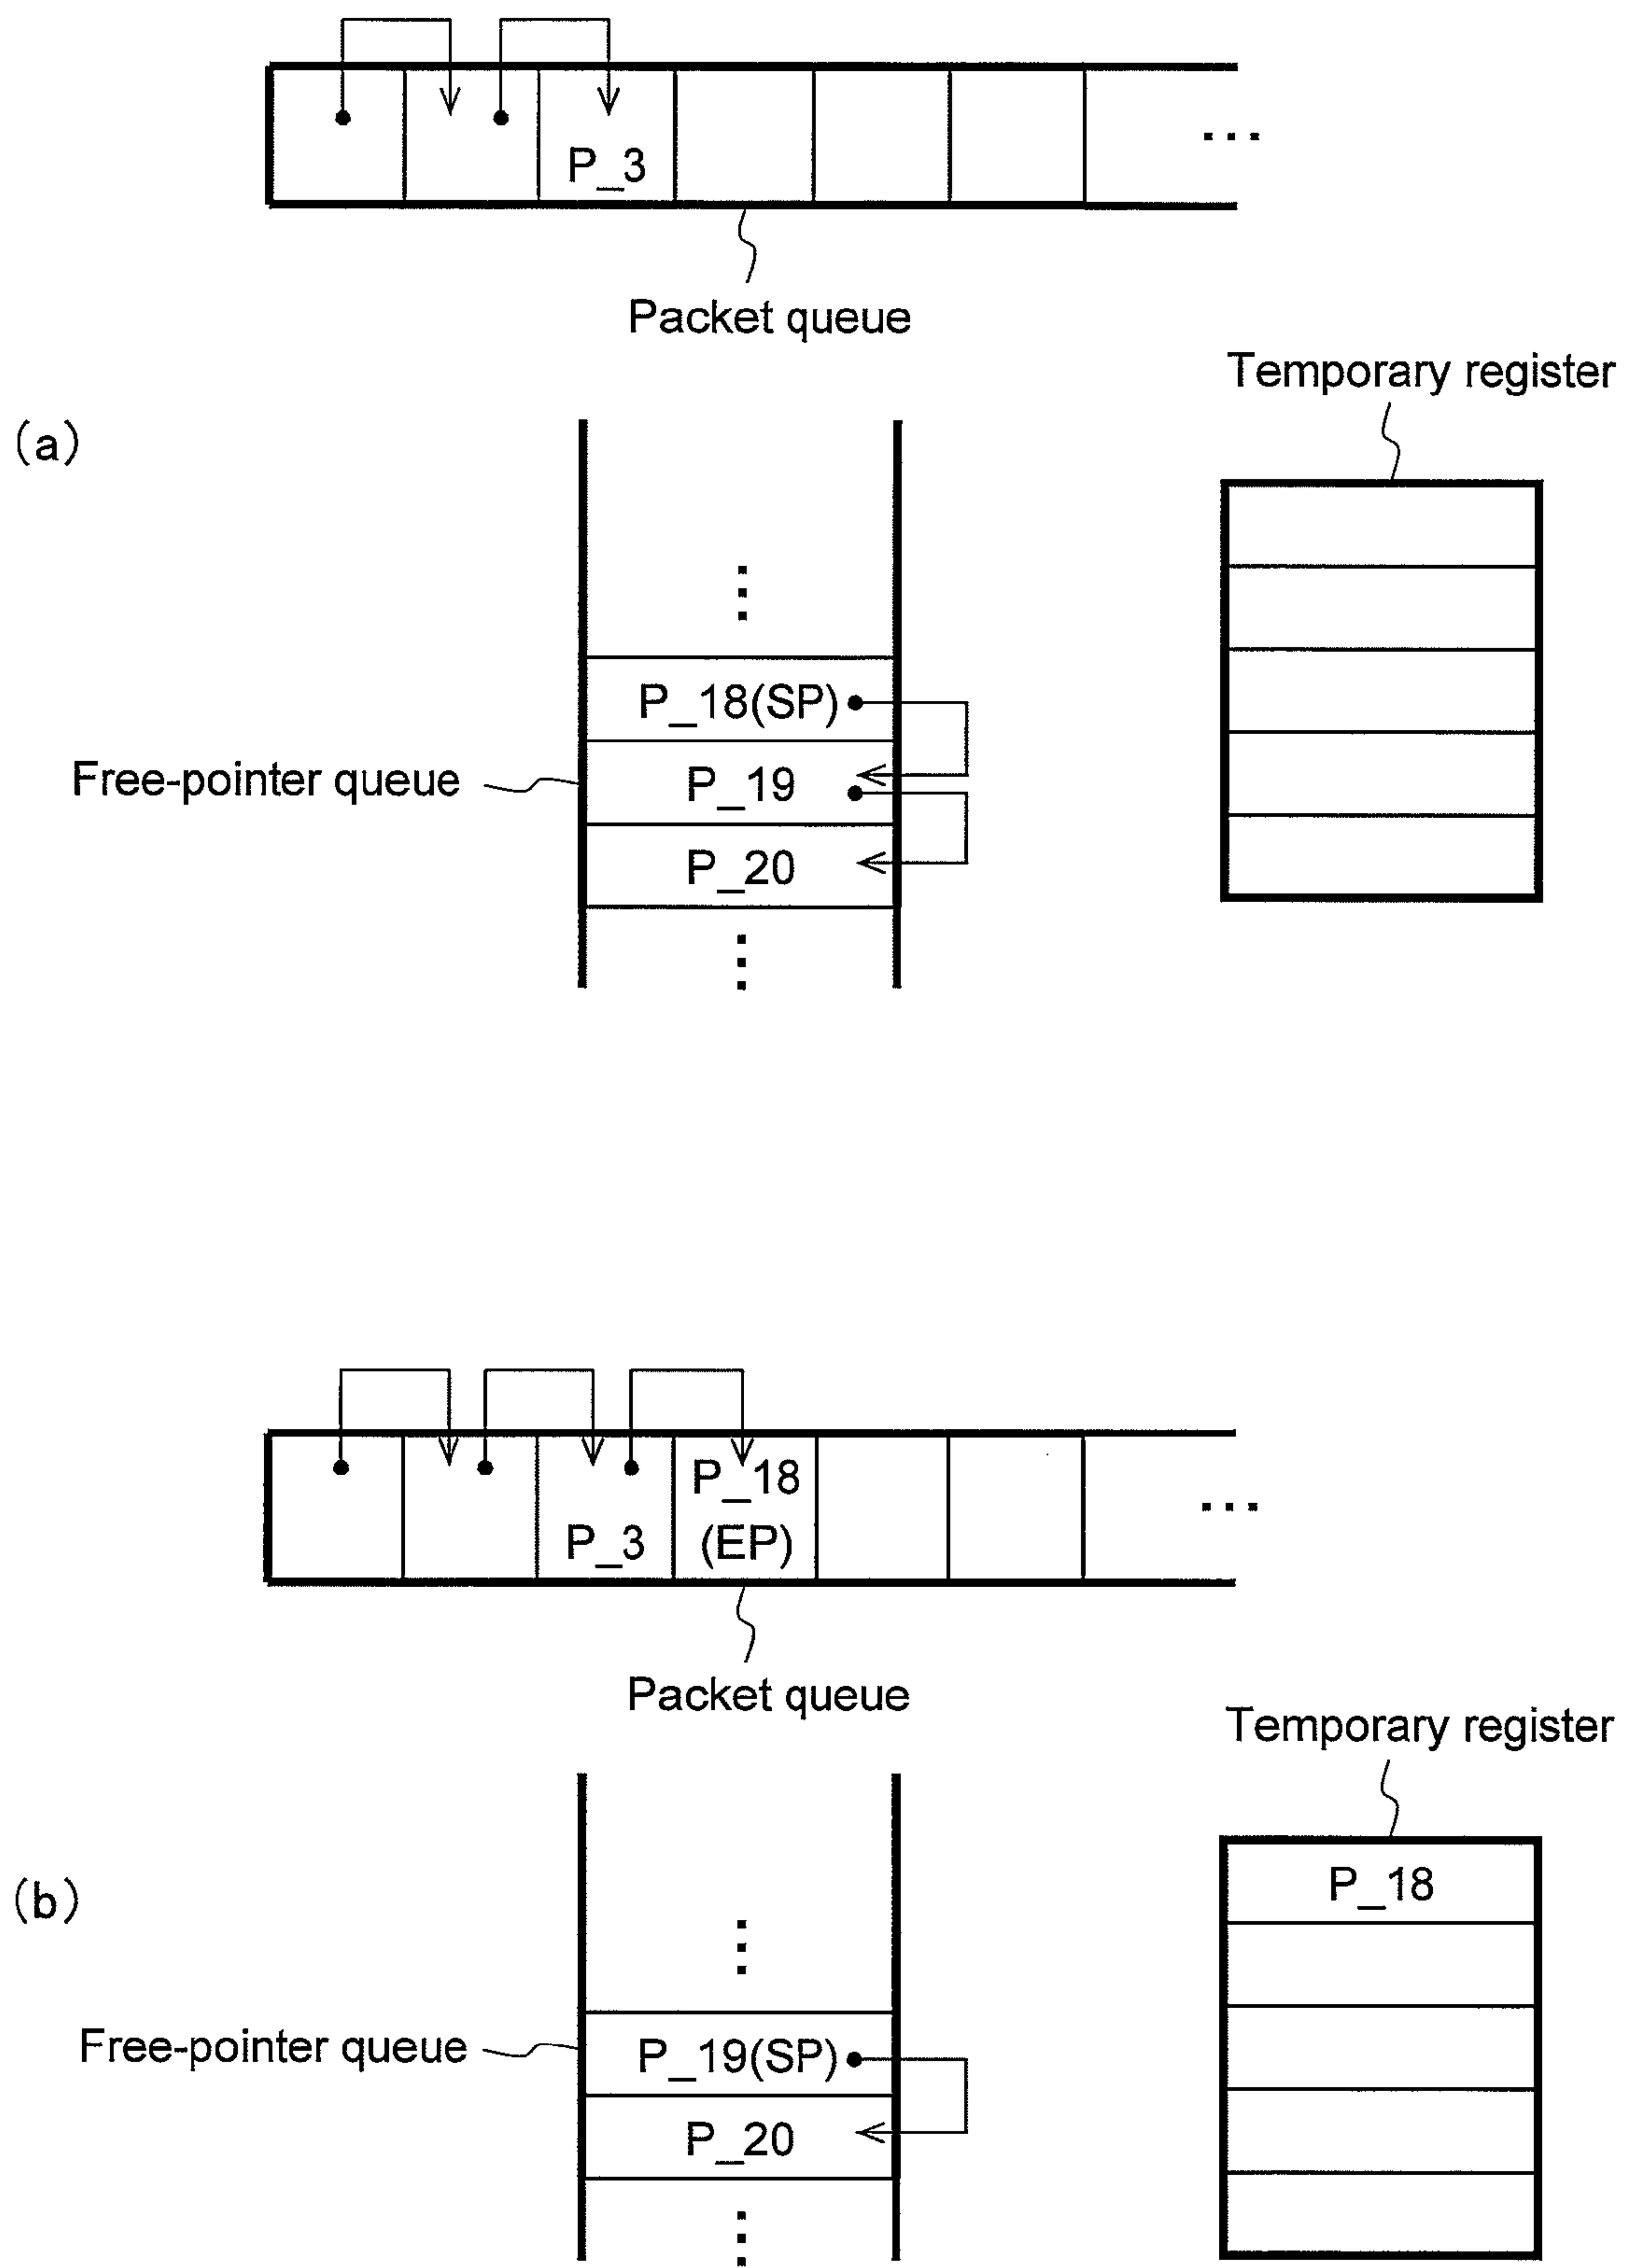 P_3
Packet queue
Temporary register
(a)
P_18(SP)
Free-pointer queue
P_19
P_20
P_18
P_3
(EP)
Packet queue
Temporary register
(b)
P_18
Free-pointer queue
P_19(SP)
P_20